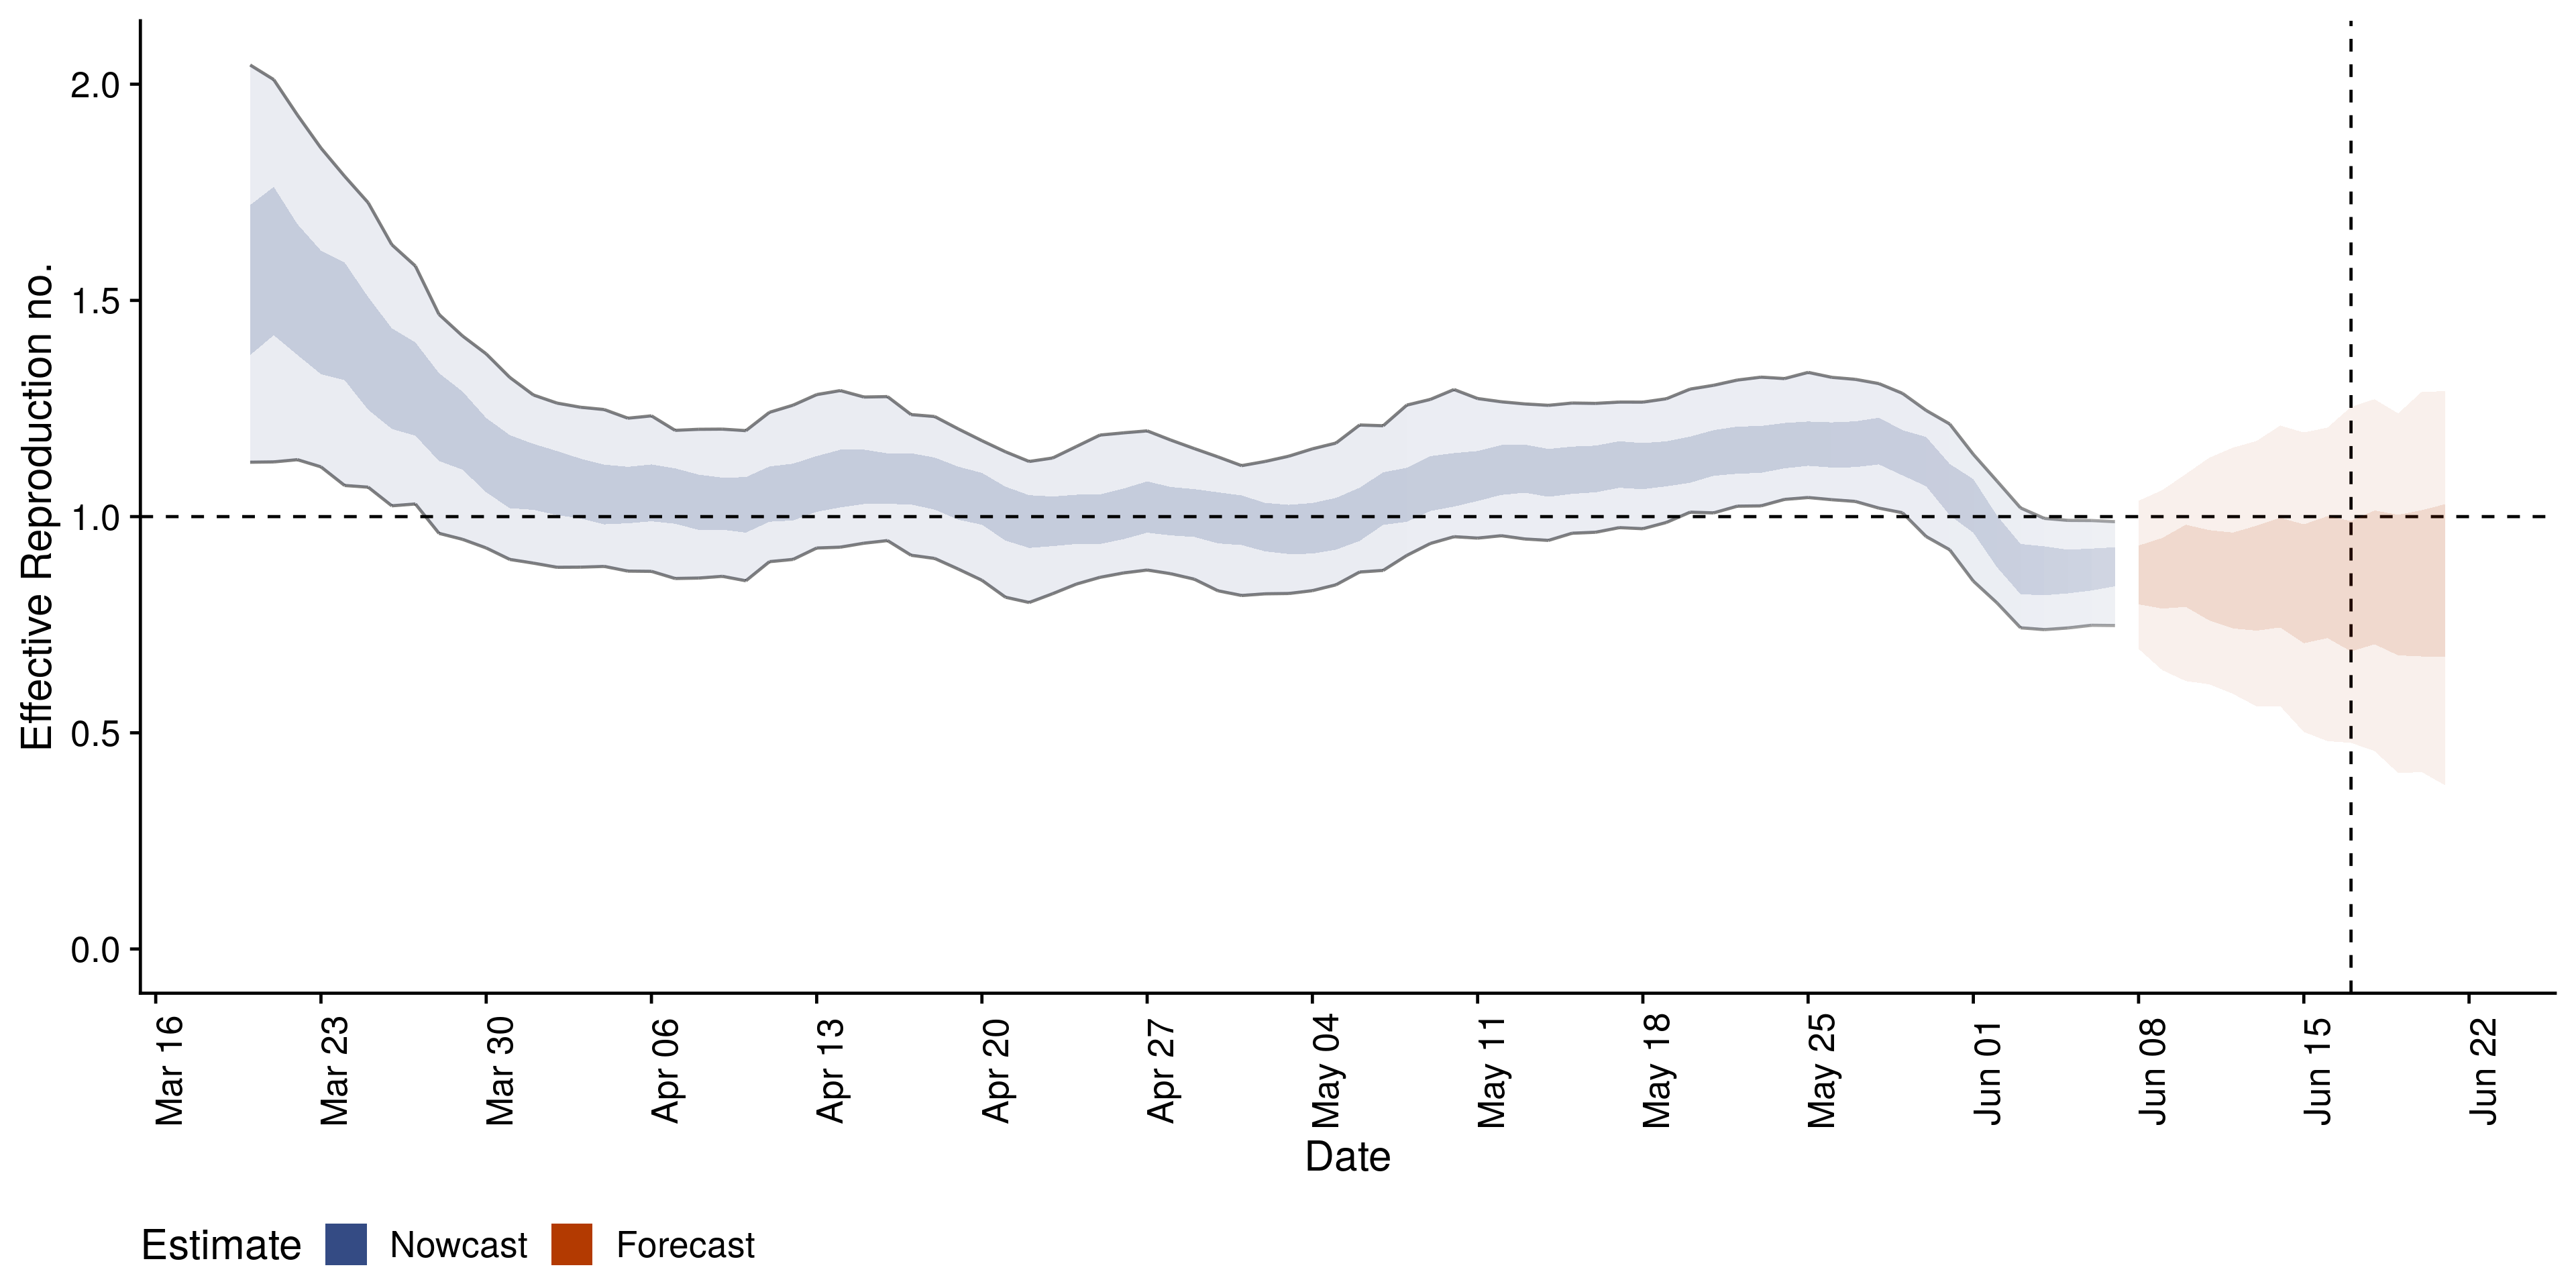 Effective Reproduction no.
2.0
1.5
1.0
0.5
0.0
Mar 16
Mar 23
Mar 30
Apr 06
Apr 13
Apr 20
Apr 27
May 04
May 11
May 18
May 25
Jun 01
Jun 08
Jun 15
Jun 22
Date
Estimate Nowcast Forecast